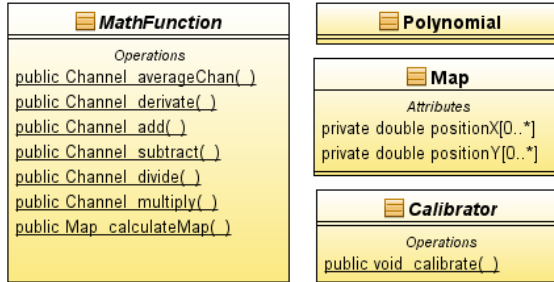 MathFunction
Operations
public Channel averageChan( )
public Channel derivate( )
public Channel add( )
public Channel subtract( )
public Channel divide( )
public Channel multiply( )
public Map calculateMap( )
Polynomial
Map
Attributes
private double positionX[0..*]
private double positionY[0..*]
Calibrator
Operations
public void calibrate( )